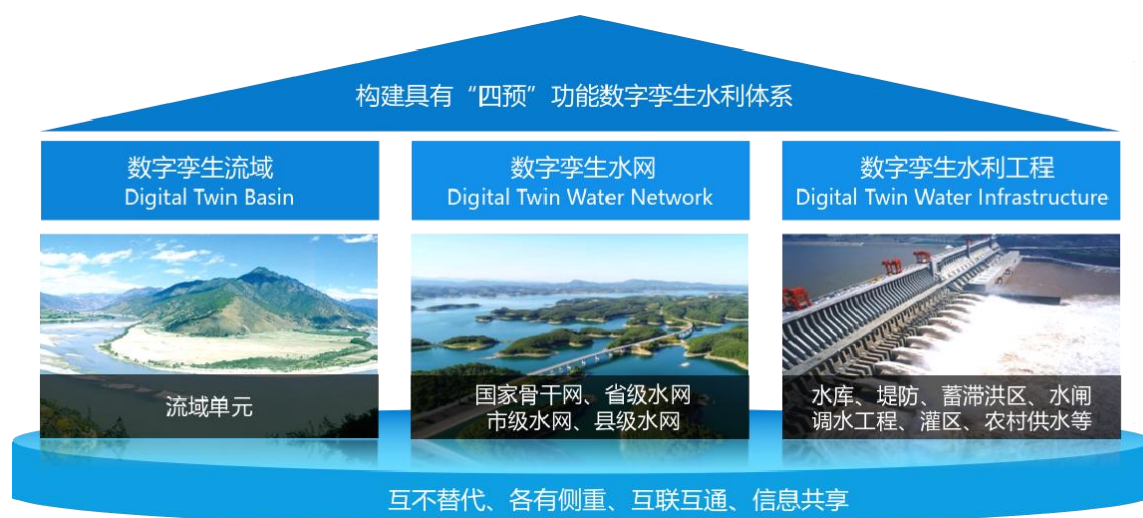 构建具有“四预”功能数字孪生水利体系
数字孪生流域
Digital Twin Basin
流域单元
数字孪生水网
Digital Twin Water Network
国家骨干网、省级水网
市级水网、县级水网
数字孪生水利工程
Digital Twin Water Infrastructure
水库、堤防、蓄滞洪区、水闸
调水工程、灌区、农村供水等
互不替代、各有侧重、互联互通、信息共享